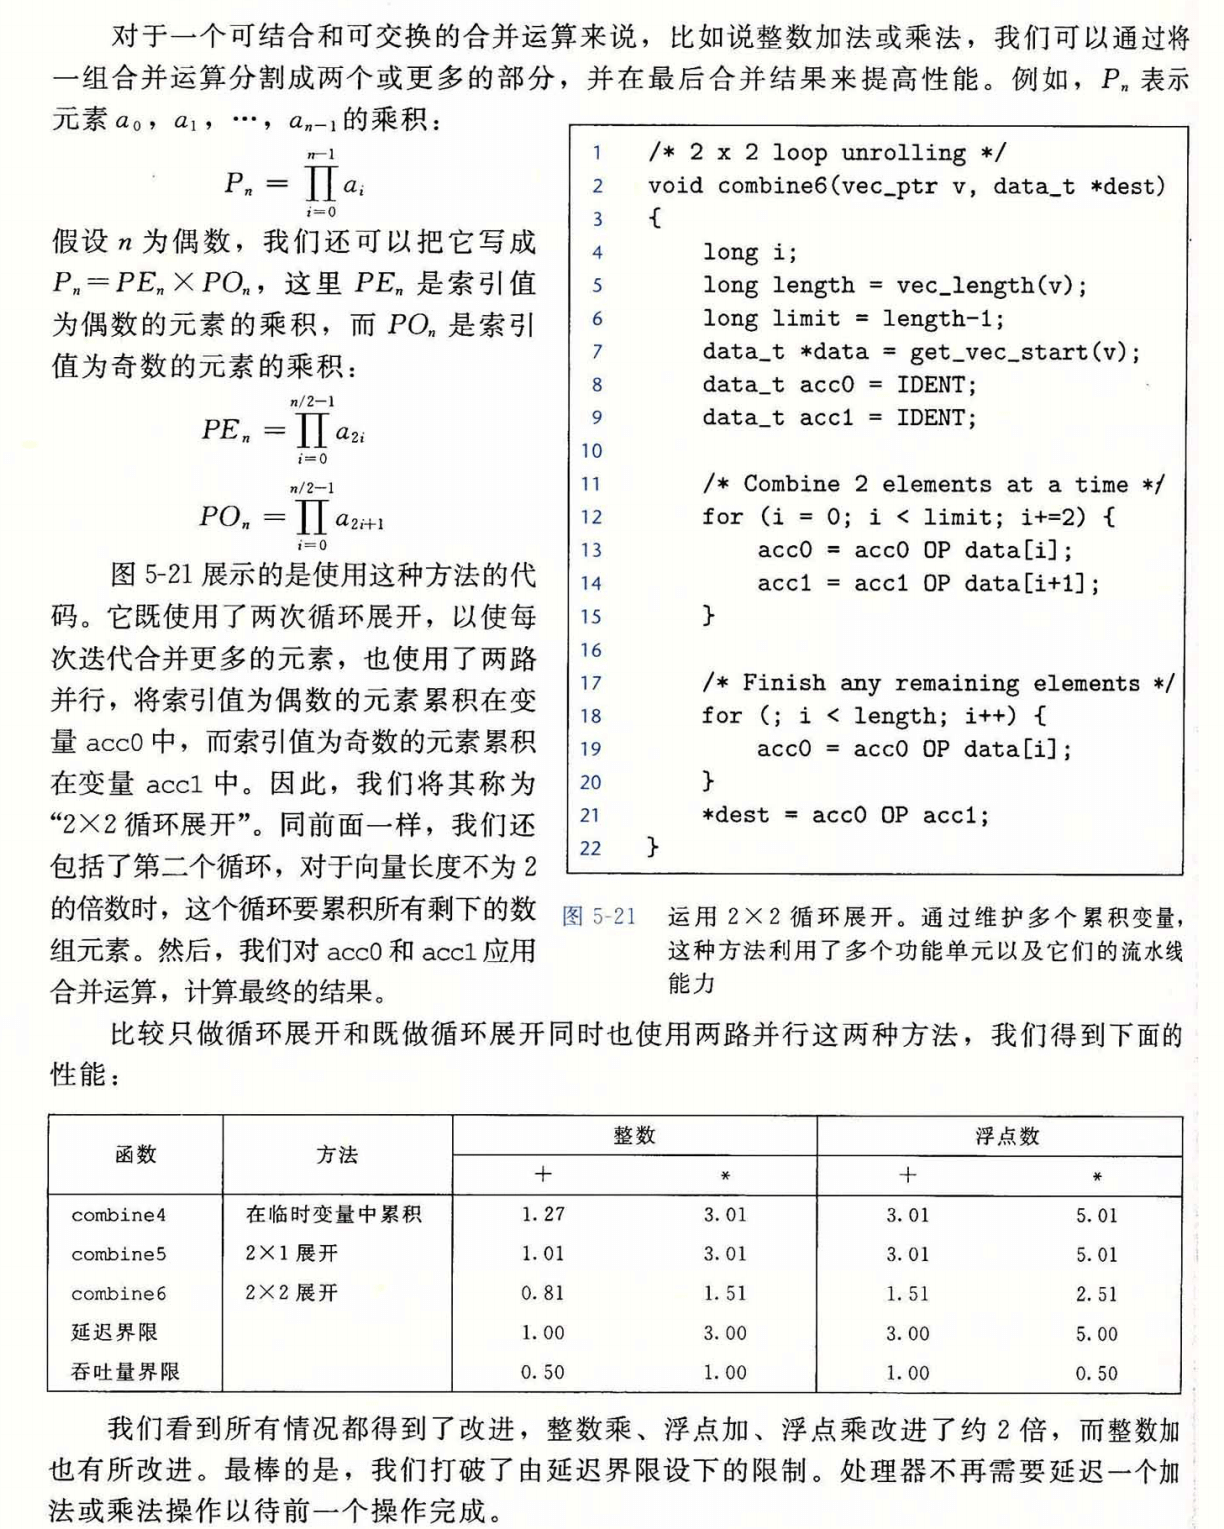 对于一个可结合和可交换的合并运算来说，比如说整数加法或乘法，我们可以通过将
一组合并运算分割成两个或更多的部分，并在最后合并结果来提高性能。例如，Pₙ 表示
元素 a₀，a₁，…，aₙ₋₁的乘积：
n-1
Pₙ = ∏ aᵢ
i=0
假设 n 为偶数，我们还可以把它写成
Pₙ=PEₙ×POₙ，这里 PEₙ 是索引值
为偶数的元素的乘积，而 POₙ 是索引
值为奇数的元素的乘积：
n/2-1
PEₙ = ∏ a₂ᵢ
i=0
n/2-1
POₙ = ∏ a₂ᵢ₊₁
i=0
图 5-21 展示的是使用这种方法的代
码。它既使用了两次循环展开，以使每
次迭代合并更多的元素，也使用了两路
并行，将索引值为偶数的元素累积在变
量 acc0 中，而索引值为奇数的元素累积
在变量 acc1 中。因此，我们将其称为
“2×2 循环展开”。同前面一样，我们还
包括了第二个循环，对于向量长度不为 2
的倍数时，这个循环要累积所有剩下的数
组元素。然后，我们对 acc0 和 acc1 应用
合并运算，计算最终的结果。
1 /* 2 x 2 loop unrolling */
2 void combine6(vec_ptr v, data_t *dest)
3 {
4     long i;
5     long length = vec_length(v);
6     long limit = length-1;
7     data_t *data = get_vec_start(v);
8     data_t acc0 = IDENT;
9     data_t acc1 = IDENT;
10
11     /* Combine 2 elements at a time */
12     for (i = 0; i < limit; i+=2) {
13         acc0 = acc0 OP data[i];
14         acc1 = acc1 OP data[i+1];
15     }
16
17     /* Finish any remaining elements */
18     for (; i < length; i++) {
19         acc0 = acc0 OP data[i];
20     }
21     *dest = acc0 OP acc1;
22 }
图 5-21 运用 2×2 循环展开。通过维护多个累积变量，
这种方法利用了多个功能单元以及它们的流水线
能力
比较只做循环展开和既做循环展开同时也使用两路并行这两种方法，我们得到下面的
性能：
函数 方法 整数 浮点数
+ * + *
combine4 在临时变量中累积 1.27 3.01 3.01 5.01
combine5 2×1 展开 1.01 3.01 3.01 5.01
combine6 2×2 展开 0.81 1.51 1.51 2.51
延迟界限 1.00 3.00 3.00 5.00
吞吐量界限 0.50 1.00 1.00 0.50
我们看到所有情况都得到了改进，整数乘、浮点加、浮点乘改进了约 2 倍，而整数加
也有所改进。最棒的是，我们打破了由延迟界限设下的限制。处理器不再需要延迟一个加
法或乘法操作以待前一个操作完成。